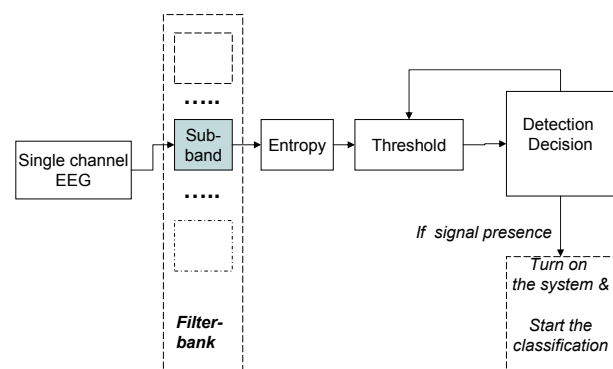 .....
Sub-
band
Entropy
Threshold
Detection
Decision
Single channel
EEG
.....
If signal presence
Turn on
the system &
Start the
classification
Filter-
bank